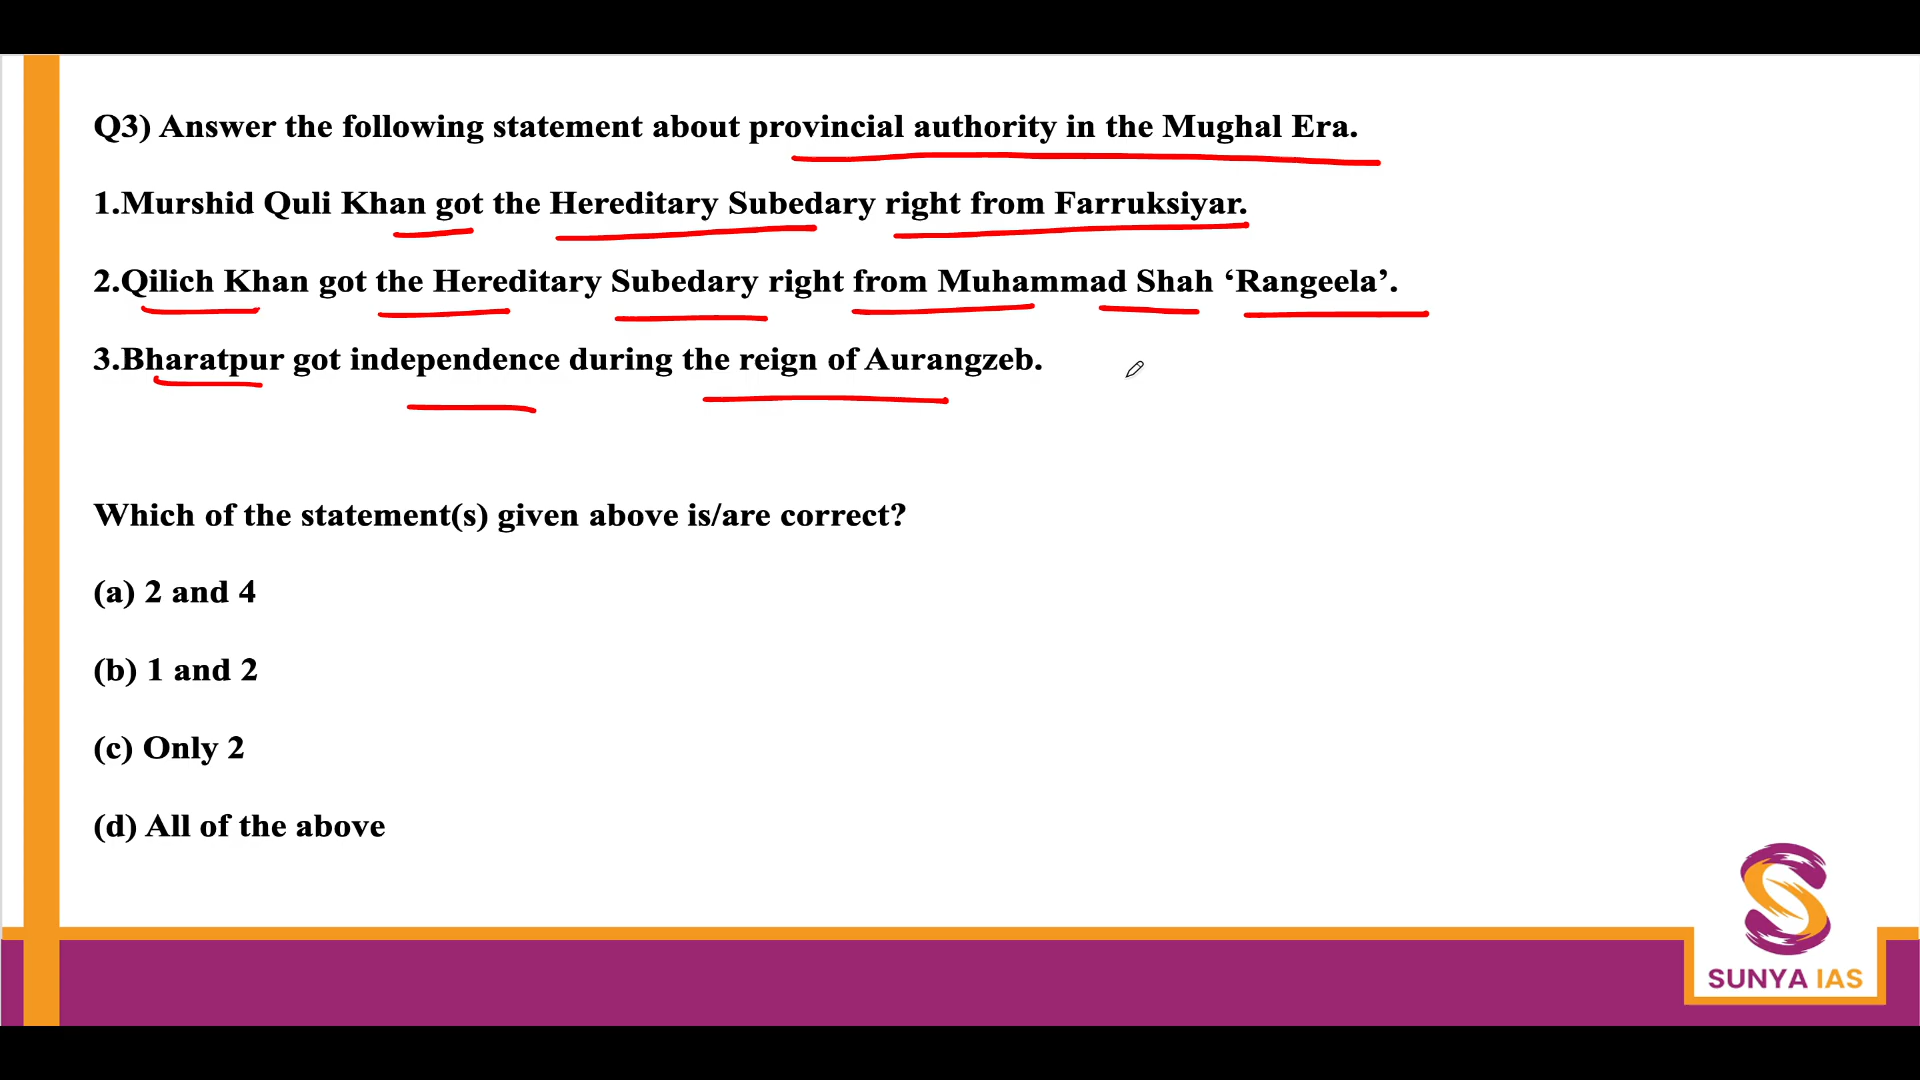 Q3) Answer the following statement about provincial authority in the Mughal Era.
1.Murshid Quli Khan got the Hereditary Subedary right from Farruksiyar.
2.Qilich Khan got the Hereditary Subedary right from Muhammad Shah ‘Rangeela’.
3.Bharatpur got independence during the reign of Aurangzeb.
Which of the statement(s) given above is/are correct?
(a) 2 and 4
(b) 1 and 2
(c) Only 2
(d) All of the above
SUNYA IAS